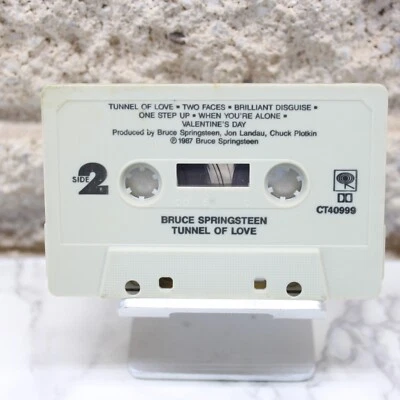 TUNNEL OF LOVE • TWO FACES • BRILLIANT DISGUISE •
ONE STEP UP • WHEN YOU'RE ALONE •
VALENTINE'S DAY
Produced by Bruce Springsteen, Jon Landau, Chuck Plotkin
℗1987 Bruce Springsteen
SIDE 2
CT40999
BRUCE SPRINGSTEEN
TUNNEL OF LOVE